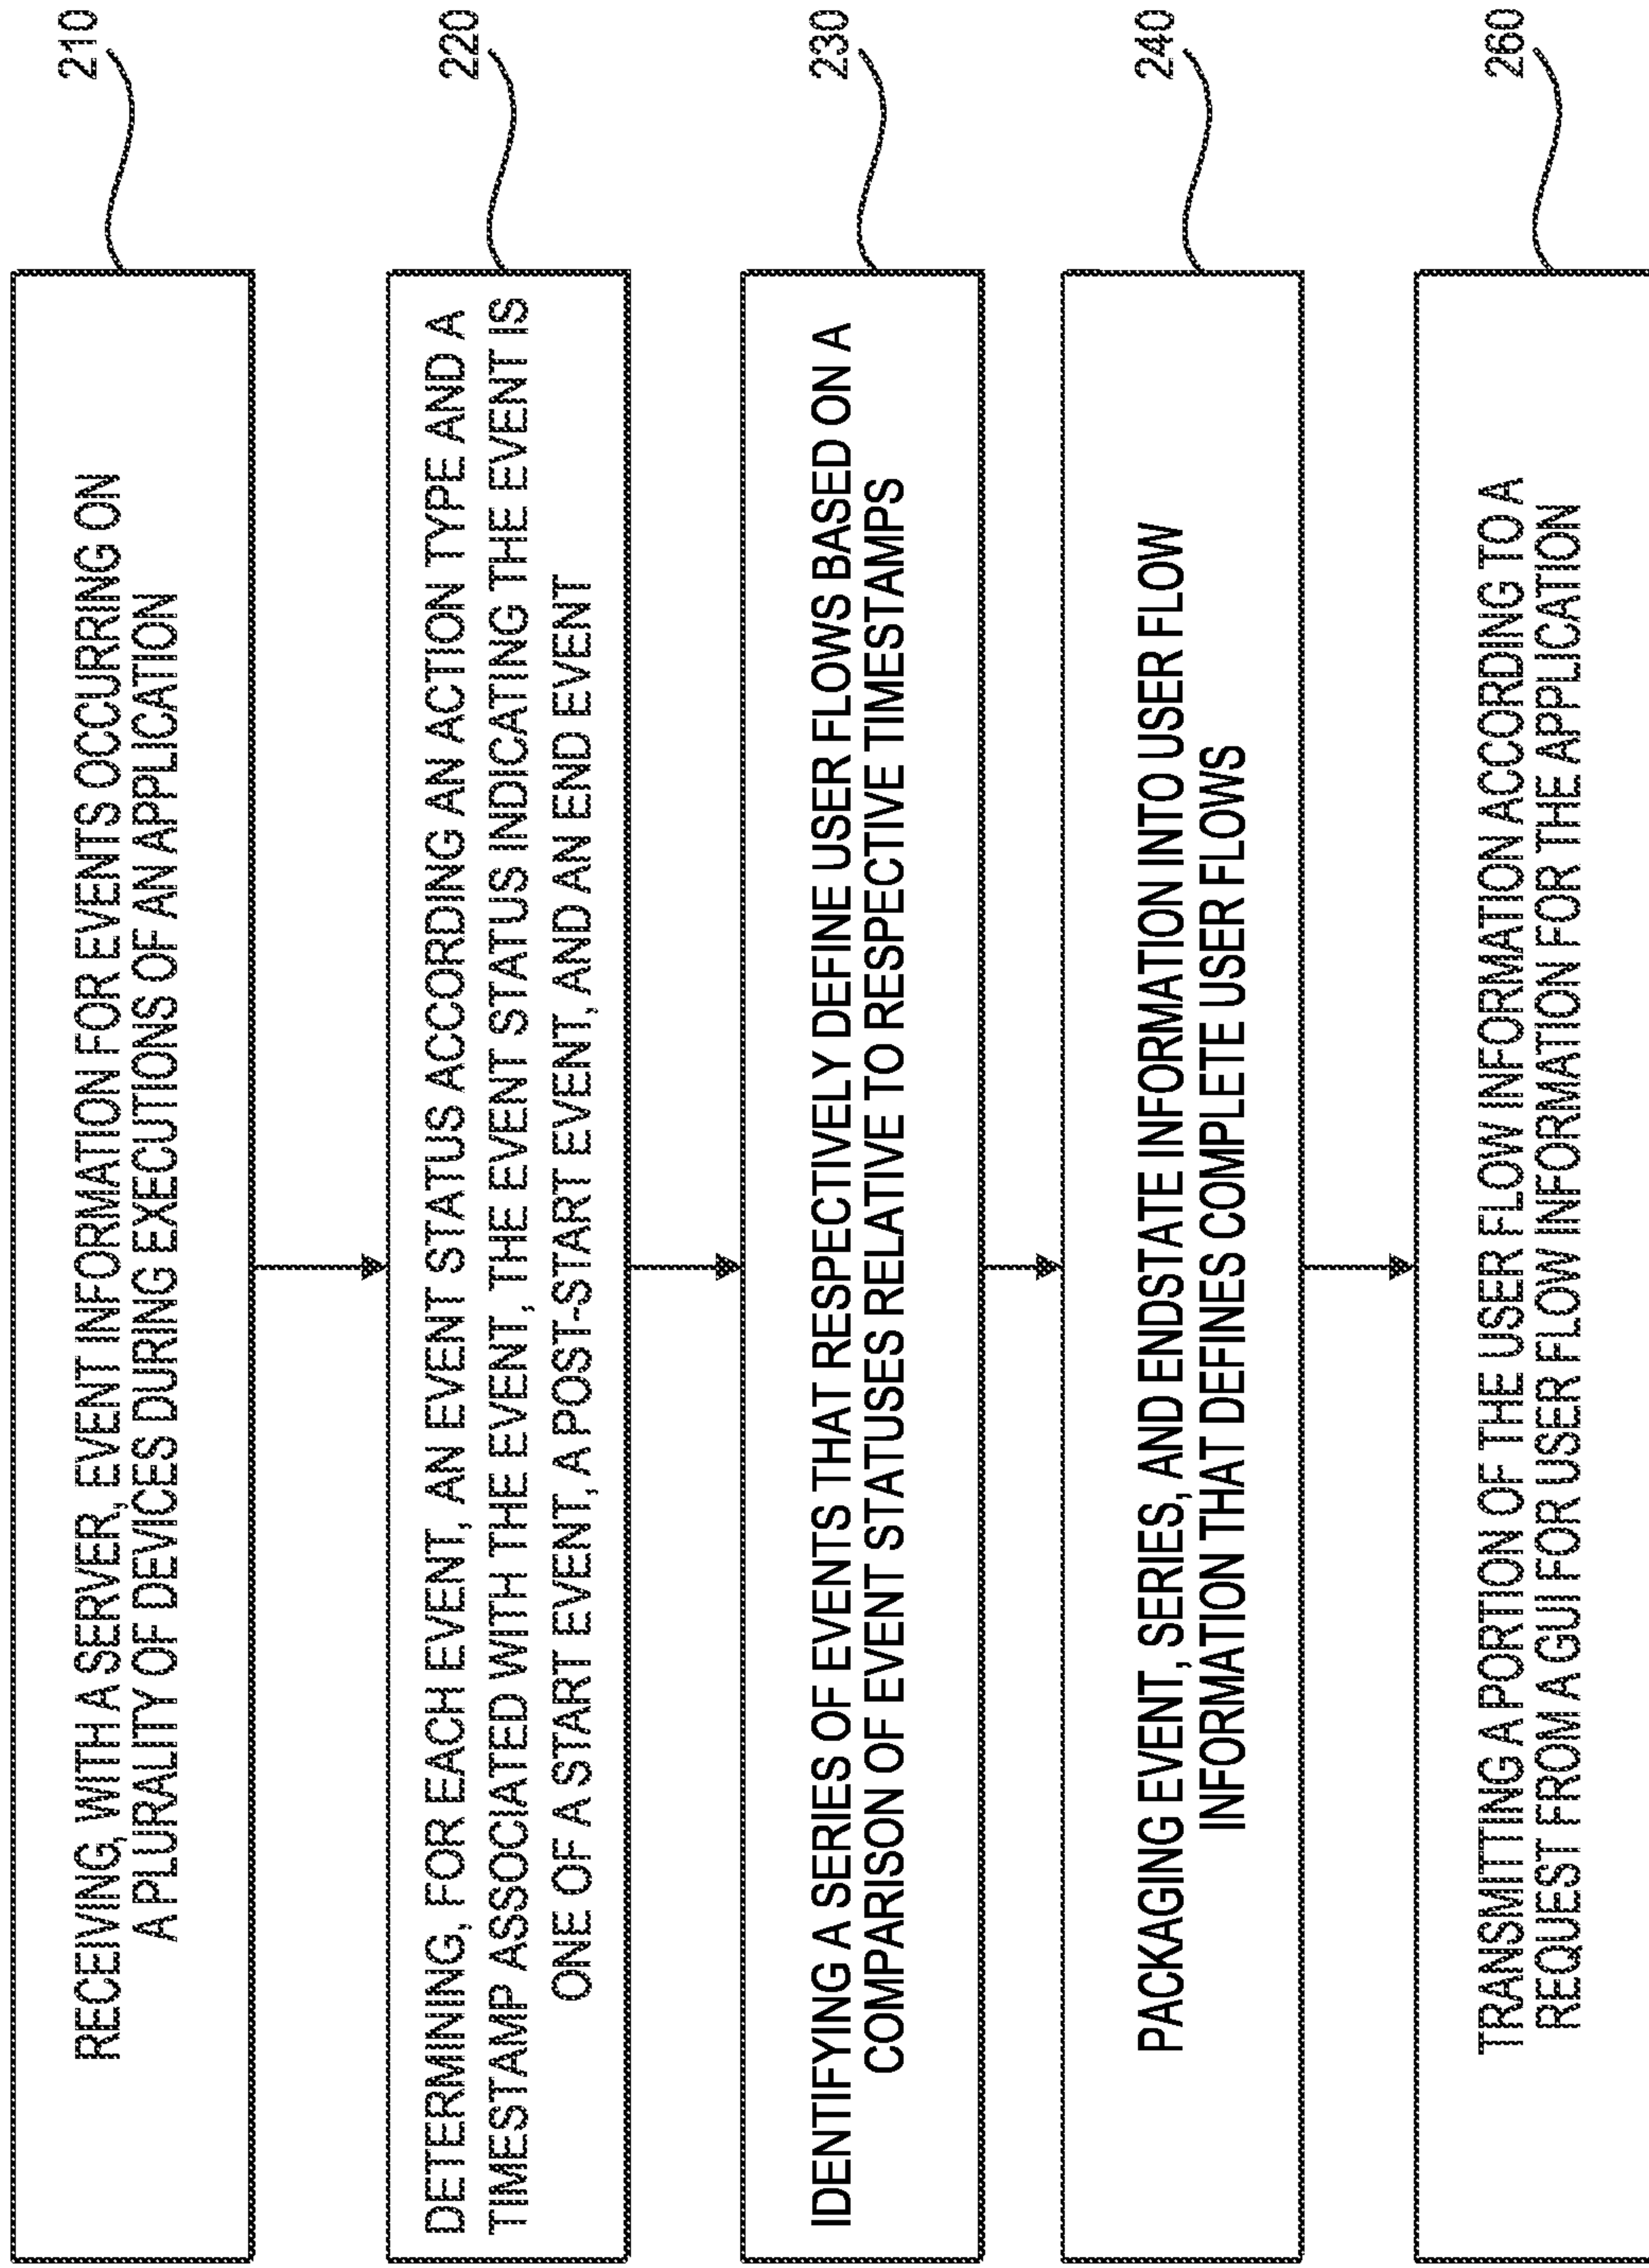 210
RECEIVING, WITH A SERVER, EVENT INFORMATION FOR EVENTS OCCURRING ON
A PLURALITY OF DEVICES DURING EXECUTIONS OF AN APPLICATION
220
DETERMINING, FOR EACH EVENT, AN EVENT STATUS ACCORDING AN ACTION TYPE AND A
TIMESTAMP ASSOCIATED WITH THE EVENT, THE EVENT STATUS INDICATING THE EVENT IS
ONE OF A START EVENT, A POST-START EVENT, AND AN END EVENT
230
IDENTIFYING A SERIES OF EVENTS THAT RESPECTIVELY DEFINE USER FLOWS BASED ON A
COMPARISON OF EVENT STATUSES RELATIVE TO RESPECTIVE TIMESTAMPS
240
PACKAGING EVENT, SERIES, AND ENDSTATE INFORMATION INTO USER FLOW
INFORMATION THAT DEFINES COMPLETE USER FLOWS
260
TRANSMITTING A PORTION OF THE USER FLOW INFORMATION ACCORDING TO A
REQUEST FROM A GUI FOR USER FLOW INFORMATION FOR THE APPLICATION